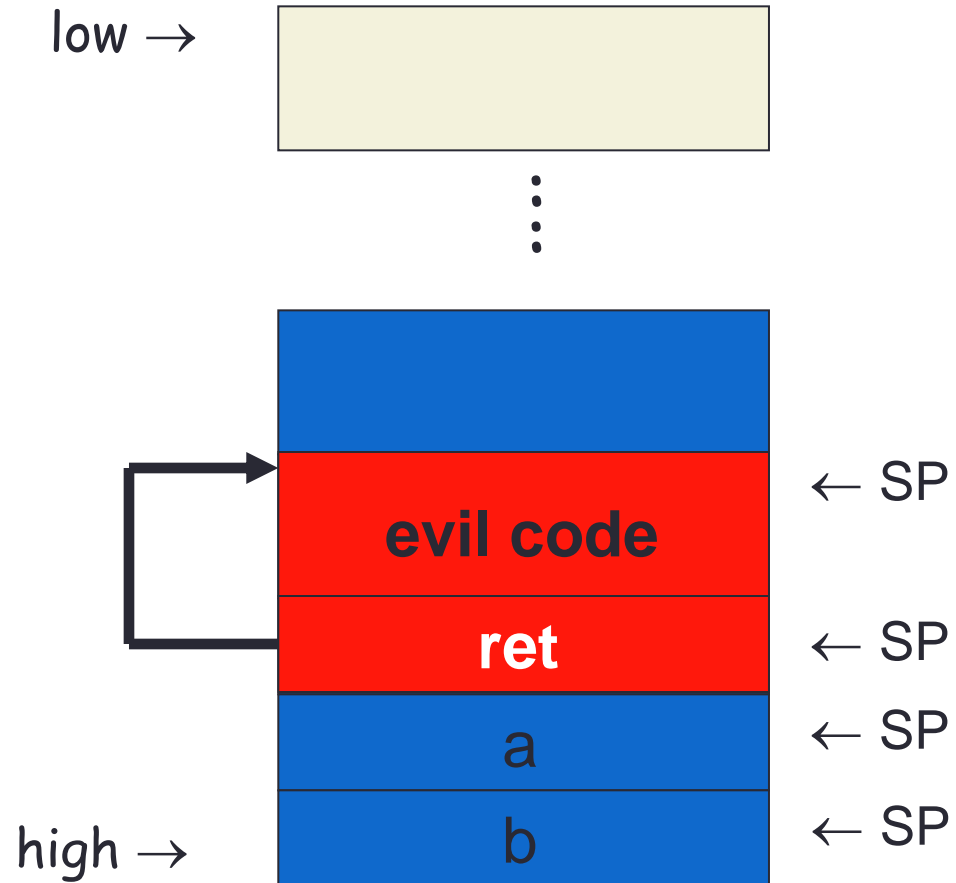 low →
← SP
evil code
ret
← SP
a
← SP
b
← SP
high →